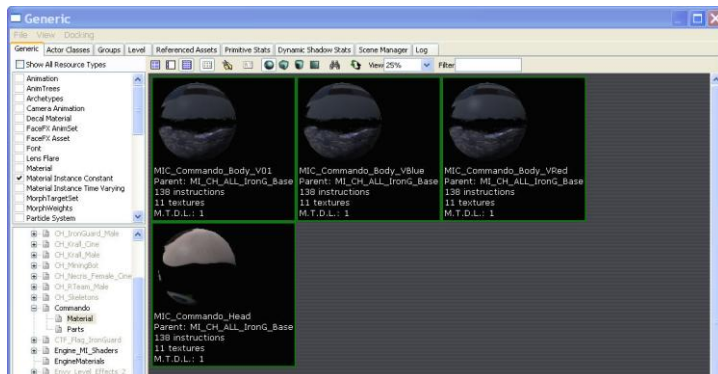 Generic
File View Docking
Generic Actor Classes Groups Level Referenced Assets Primitive Stats Dynamic Shadow Stats Scene Manager Log
Show All Resource Types
View 25% Filter
Animation
AnimTrees
Archetypes
Camera Animation
Decal Material
FaceFX AnimSet
FaceFX Asset
Font
Lens Flare
Material
Material Instance Constant
Material Instance Time Varying
MorphTargetSet
MorphWeights
Particle System
CH_IronGuard_Male
CH_Krall_Cine
CH_Krall_Male
CH_MiningBot
CH_Necris_Female_Cine
CH_RTeam_Male
CH_Skeletons
Commando
Material
Parts
CTF_Flag_IronGuard
Engine_MI_Shaders
EngineMaterials
Envy_Level_Effects_2
MIC_Commando_Body_V01
Parent: MI_CH_ALL_IronG_Base
138 instructions
11 textures
M.T.D.L.: 1
MIC_Commando_Body_VBlue
Parent: MI_CH_ALL_IronG_Base
138 instructions
11 textures
M.T.D.L.: 1
MIC_Commando_Body_VRed
Parent: MI_CH_ALL_IronG_Base
138 instructions
11 textures
M.T.D.L.: 1
MIC_Commando_Head
Parent: MI_CH_ALL_IronG_Base
138 instructions
11 textures
M.T.D.L.: 1